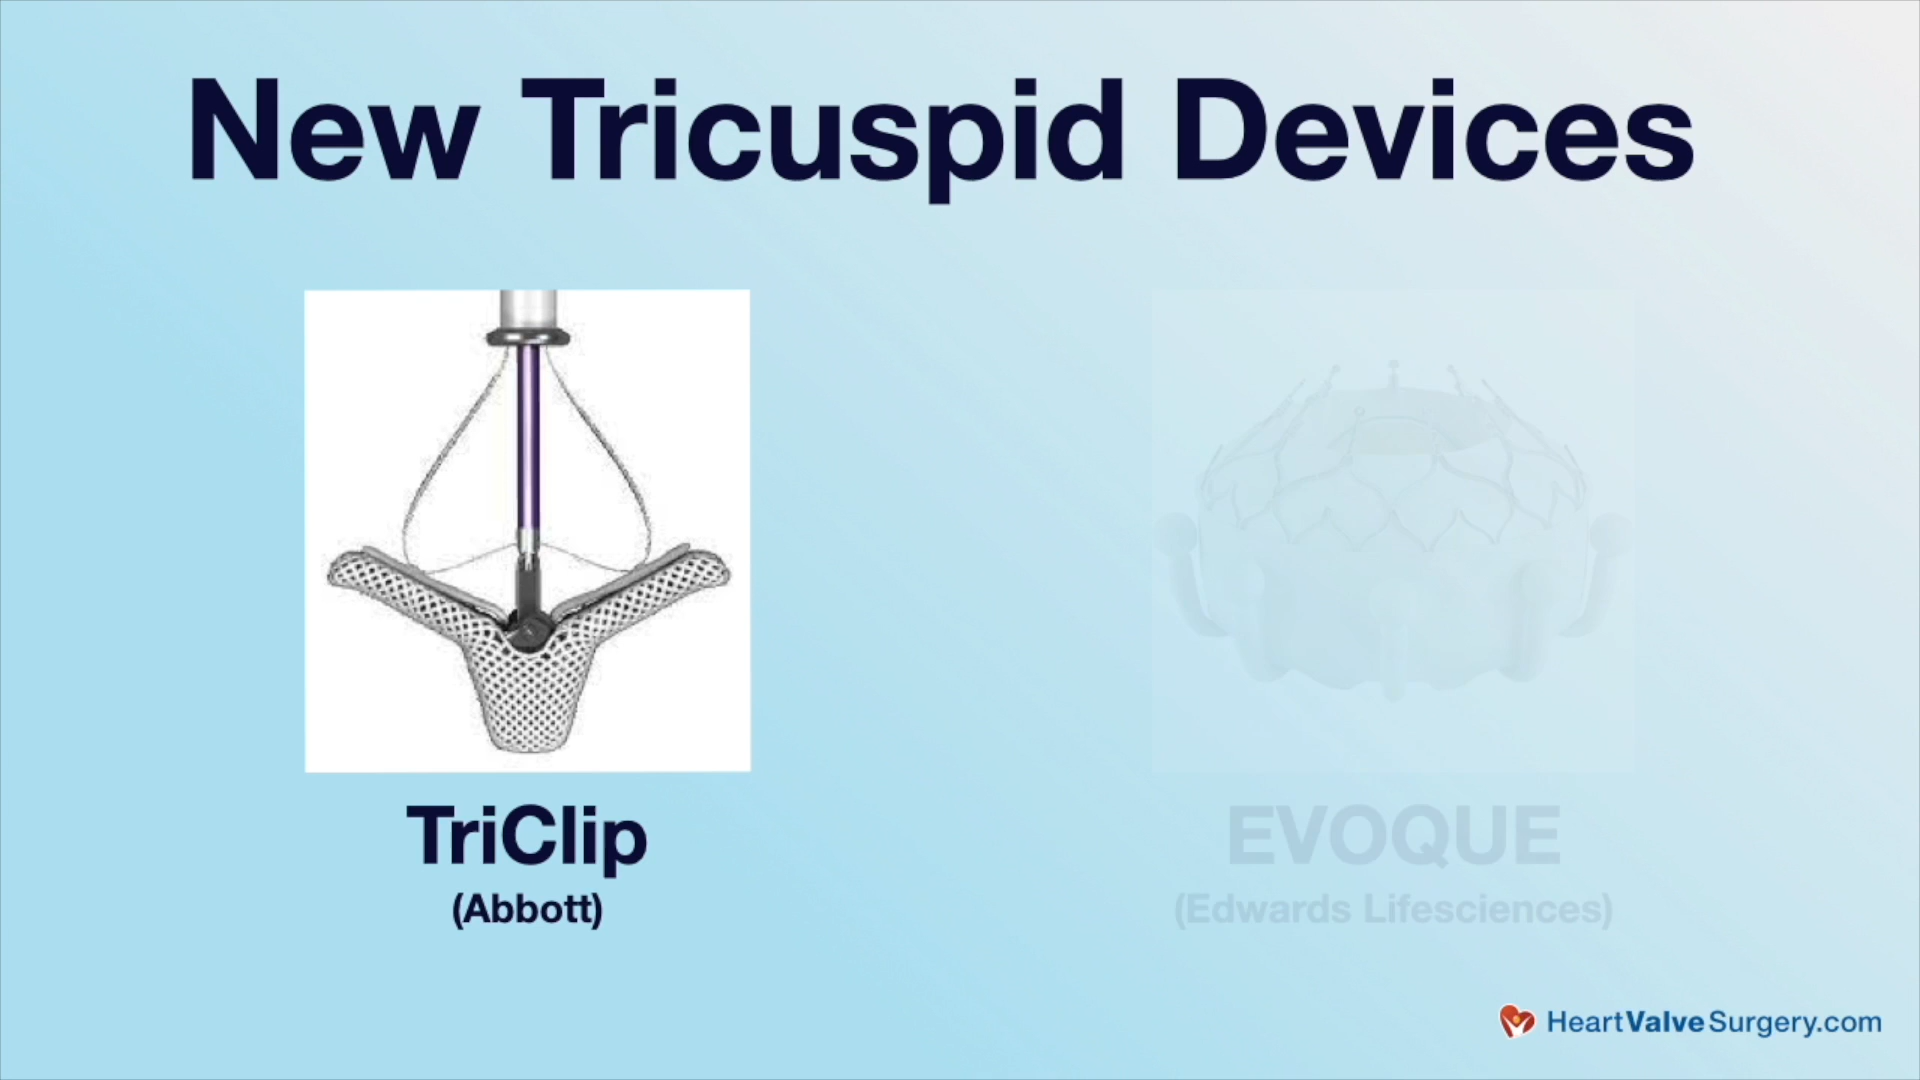 New Tricuspid Devices
TriClip
(Abbott)
EVOQUE
(Edwards Lifesciences)
HeartValveSurgery.com